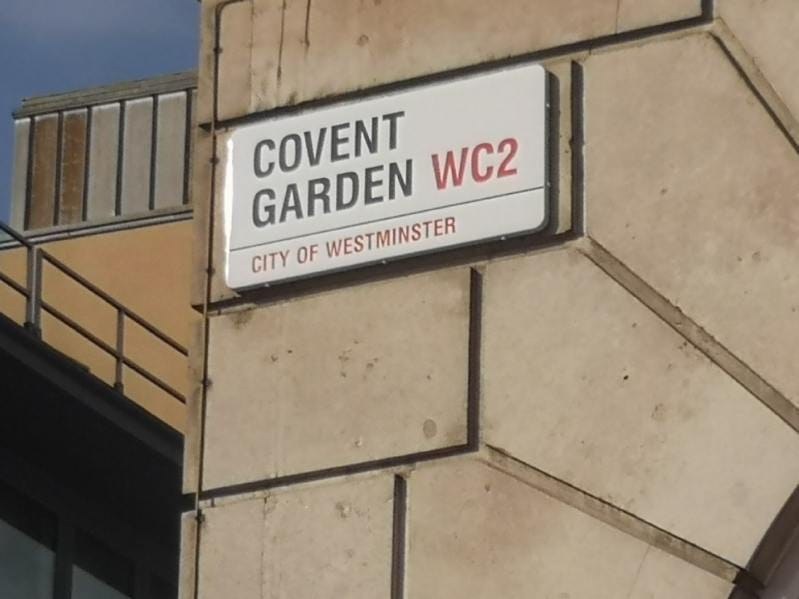 COVENT
GARDEN WC2
CITY OF WESTMINSTER